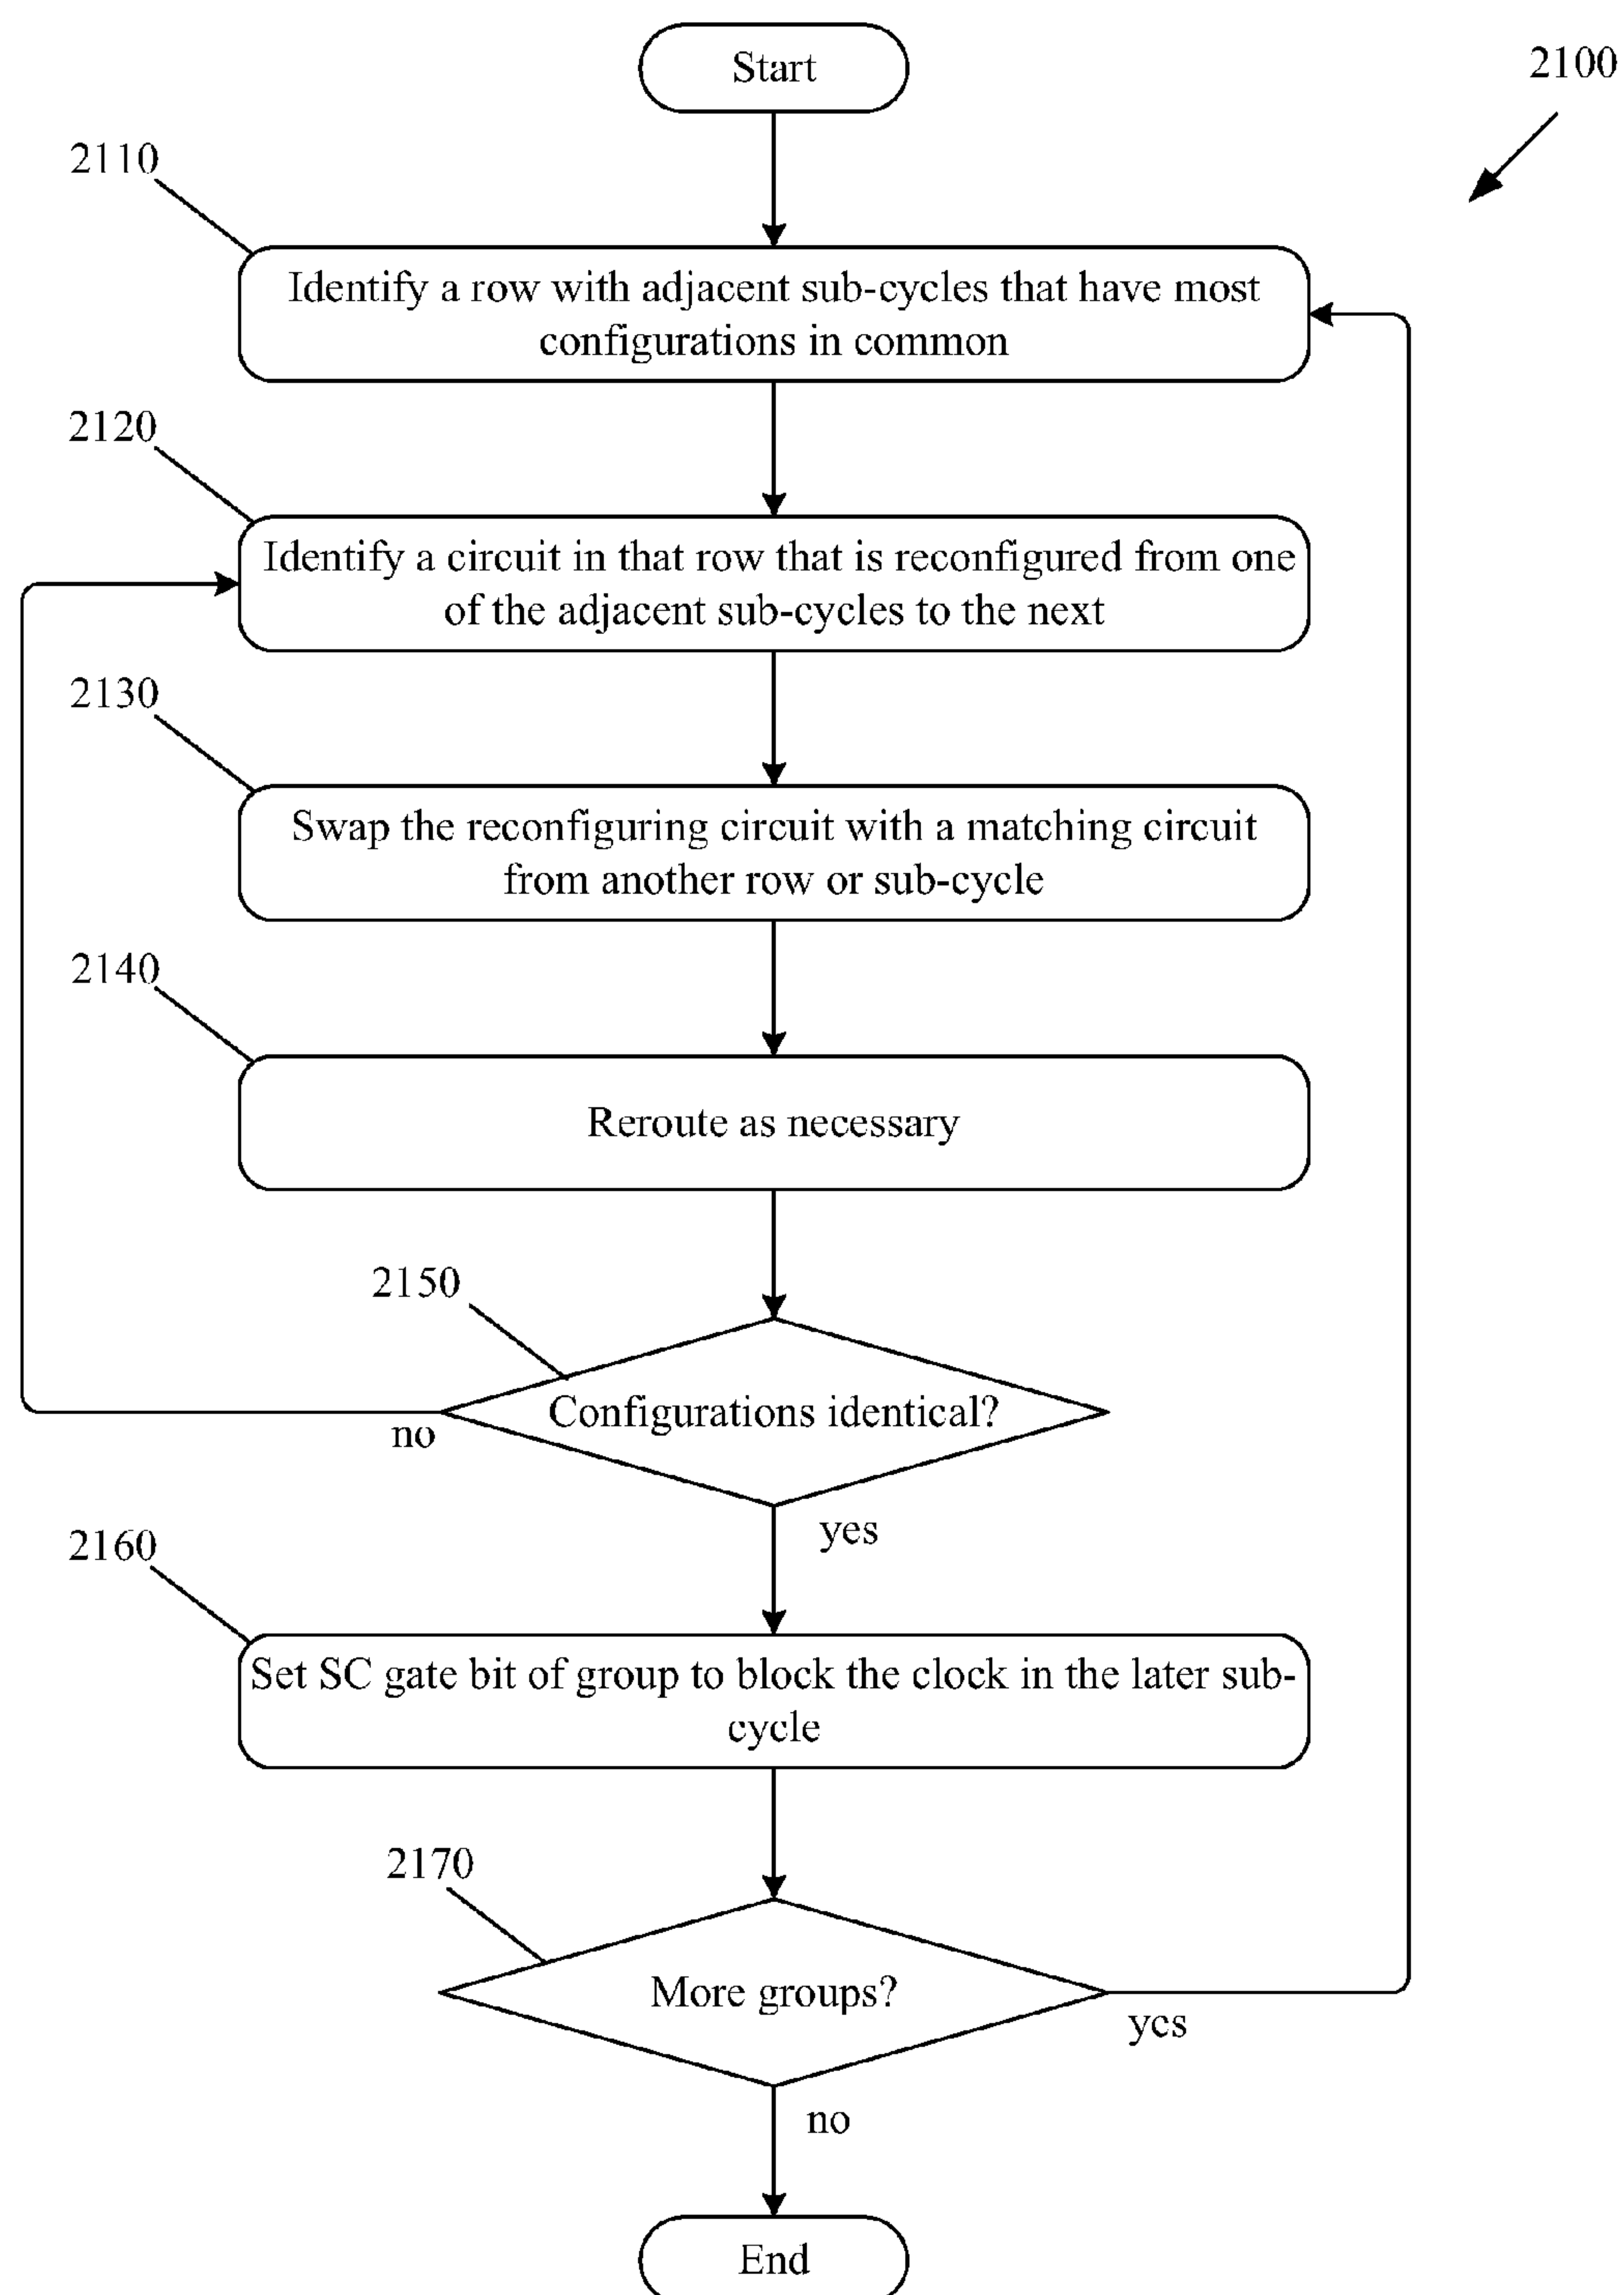 Start
2100
2110
Identify a row with adjacent sub-cycles that have most
configurations in common
2120
Identify a circuit in that row that is reconfigured from one
of the adjacent sub-cycles to the next
2130
Swap the reconfiguring circuit with a matching circuit
from another row or sub-cycle
2140
Reroute as necessary
2150
Configurations identical?
no
yes
2160
Set SC gate bit of group to block the clock in the later sub-
cycle
2170
More groups?
yes
no
End